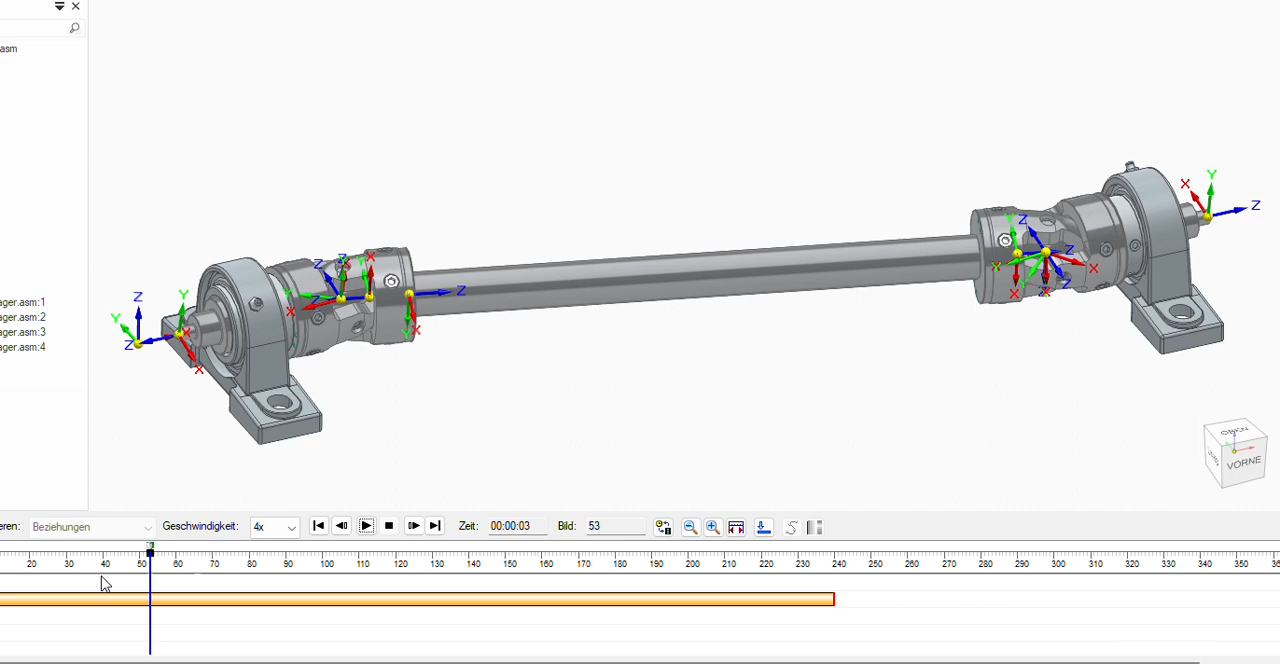 asm
ager.asm:1
ager.asm:2
ager.asm:3
ager.asm:4
Z
Y
Z
Y
X
X
Z
Z
Y
X
Y
Z
X
Z
X
Y
Y
Z
Z
X
X
X
Z
Z
X
Y
Z
VORNE
eren: Beziehungen Geschwindigkeit: 4x Zeit: 00:00:03 Bild: 53
20 30 40 50 60 70 80 90 100 110 120 130 140 150 160 170 180 190 200 210 220 230 240 250 260 270 280 290 300 310 320 330 340 350 36